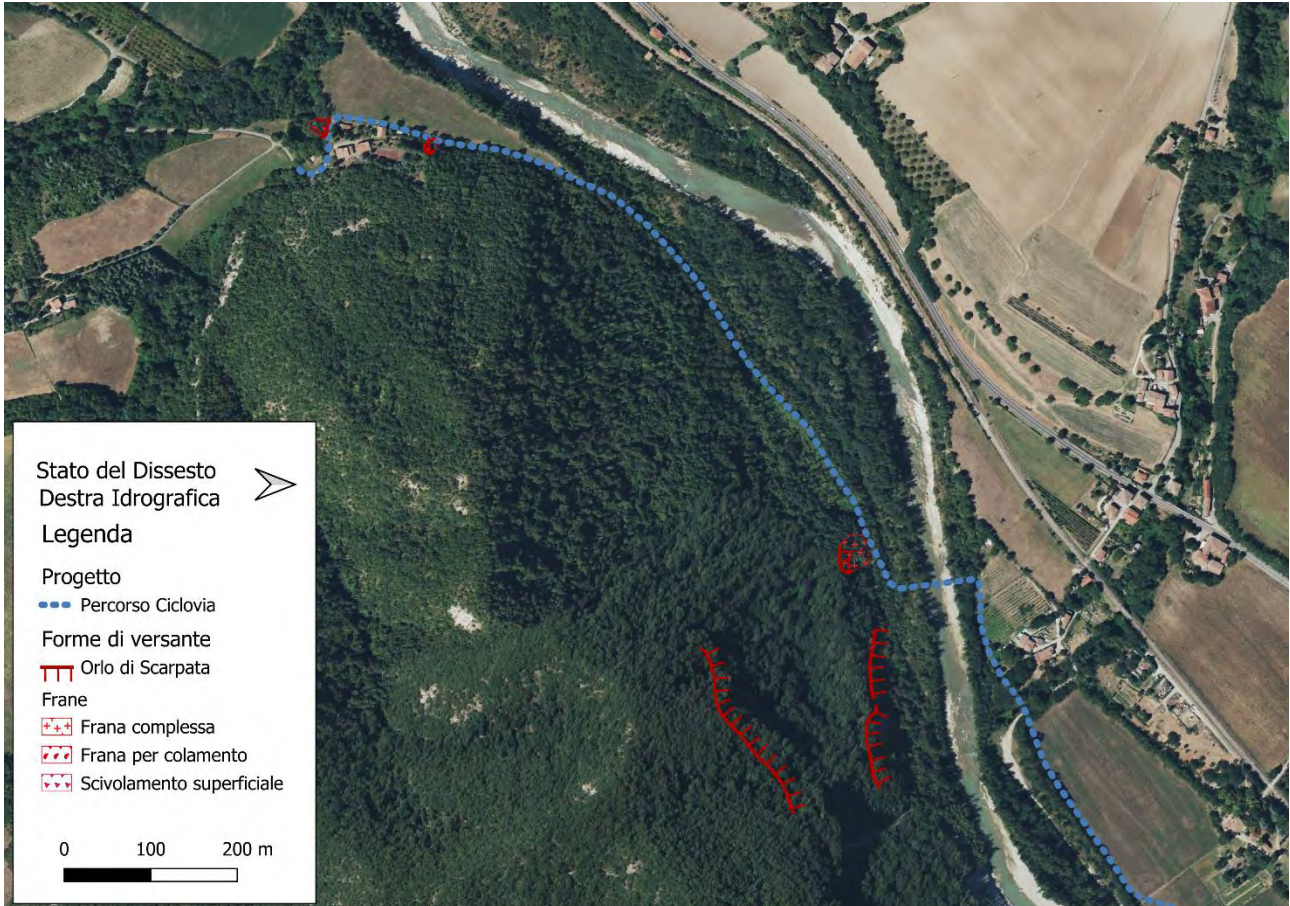 Stato del Dissesto
Destra Idrografica
Legenda
Progetto
Percorso Ciclovia
Forme di versante
Orlo di Scarpata
Frane
Frana complessa
Frana per colamento
Scivolamento superficiale
0 100 200 m